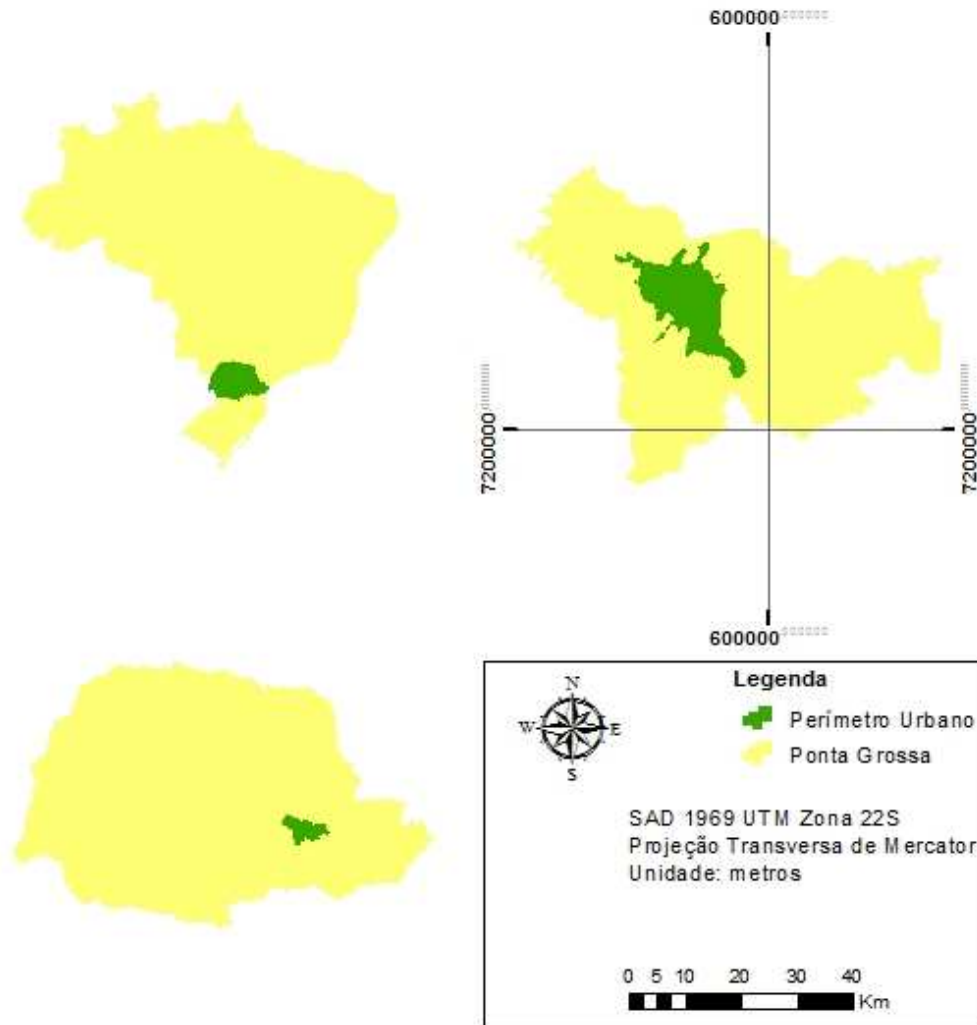 600000
7200000
7200000
600000
Legenda
N
W
E
S
Perímetro Urbano
Ponta Grossa
SAD 1969 UTM Zona 22S
Projeção Transversa de Mercator
Unidade: metros
0 5 10 20 30 40
Km